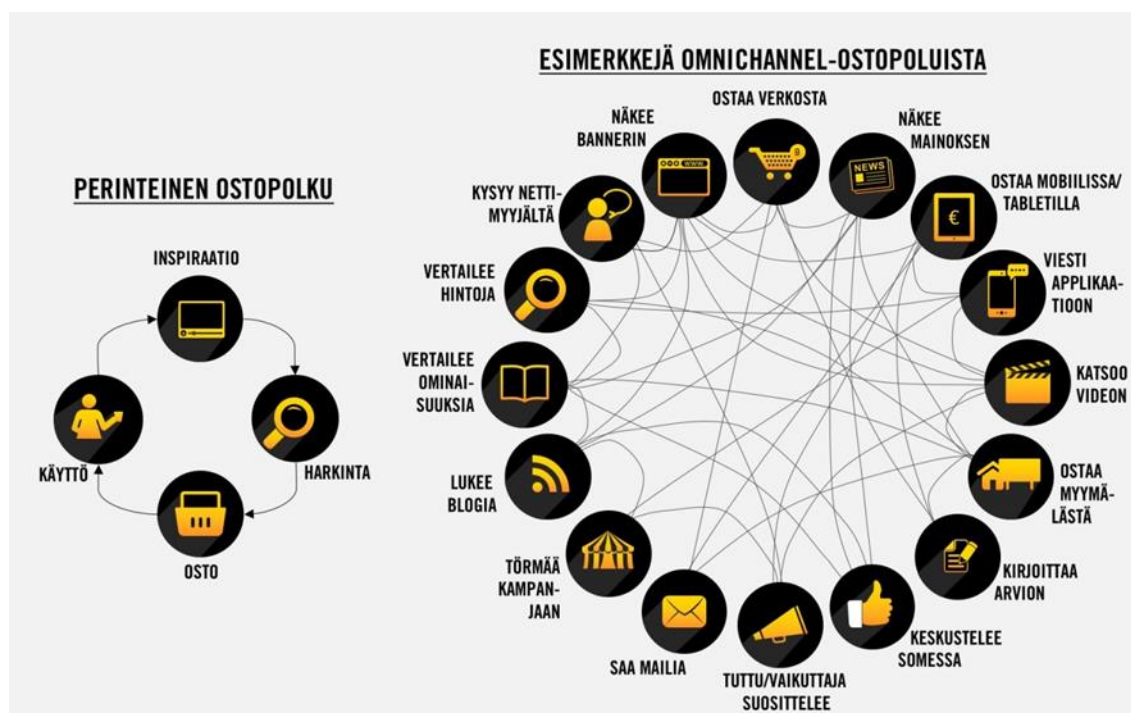 PERINTEINEN OSTOPOLKU
INSPIRAATIO
HARKINTA
OSTO
KÄYTTÖ
ESIMERKKEJÄ OMNICHANNEL-OSTOPOLUISTA
OSTAA VERKOSTA
NÄKEE
MAINOKSEN
NEWS
OSTAA MOBIILISSA/
TABLETILLA
€
VIESTI
APPLIKAA-
TIOON
KATSOO
VIDEON
OSTAA
MYYMÄ-
LÄSTÄ
KIRJOITTAA
ARVION
KESKUSTELEE
SOMESSA
TUTTU/VAIKUTTAJA
SUOSITTELEE
SAA MAILIA
TÖRMÄÄ
KAMPAN-
JAAN
LUKEE
BLOGIA
VERTAILEE
OMINAI-
SUUKSIA
VERTAILEE
HINTOJA
KYSYY NETTI-
MYYJÄLTÄ
NÄKEE
BANNERIN
WWW